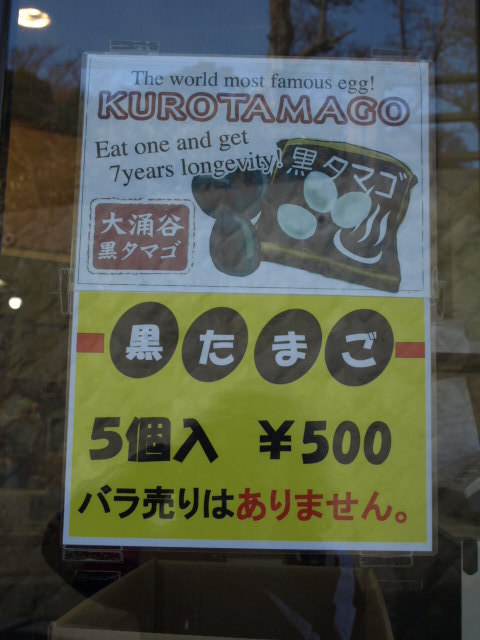 The world most famous egg!
KUROTAMAGO
Eat one and get
7years longevity!
黒タマゴ
大涌谷
黒タマゴ
黒たまご
5個入 ¥500
バラ売りはありません。